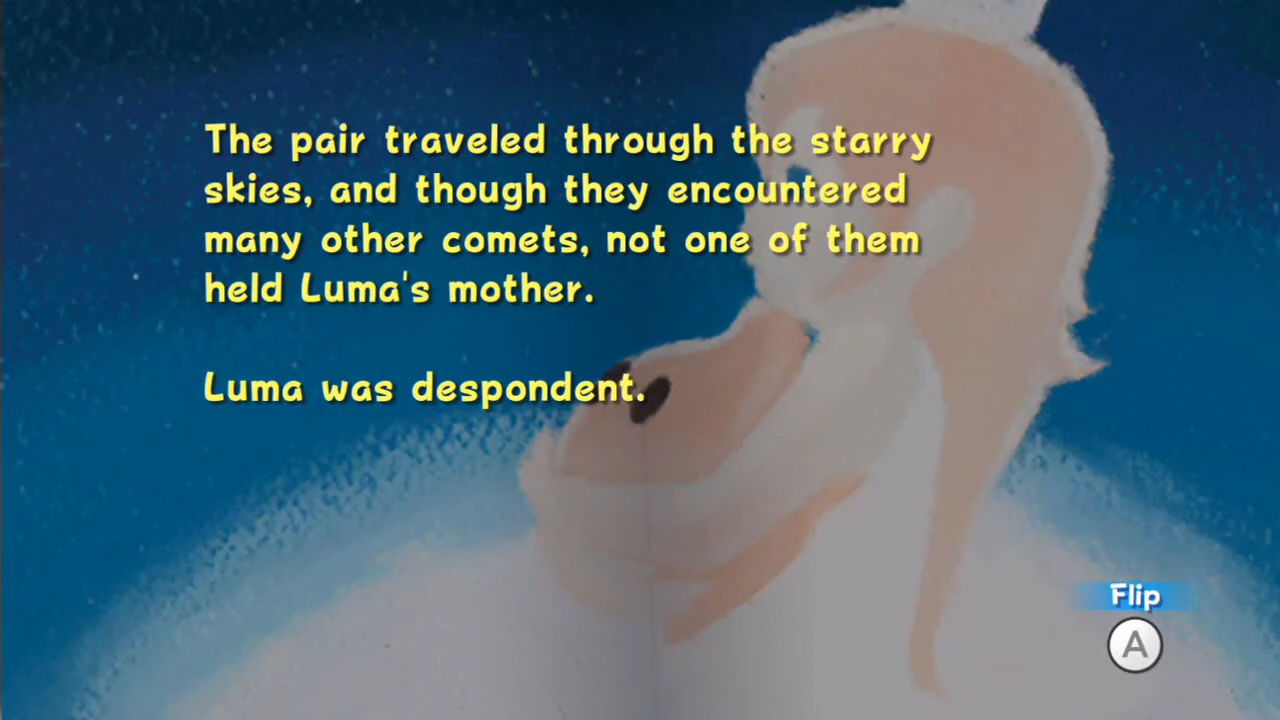 The pair traveled through the starry
skies, and though they encountered
many other comets, not one of them
held Luma's mother.
Luma was despondent.
Flip
A